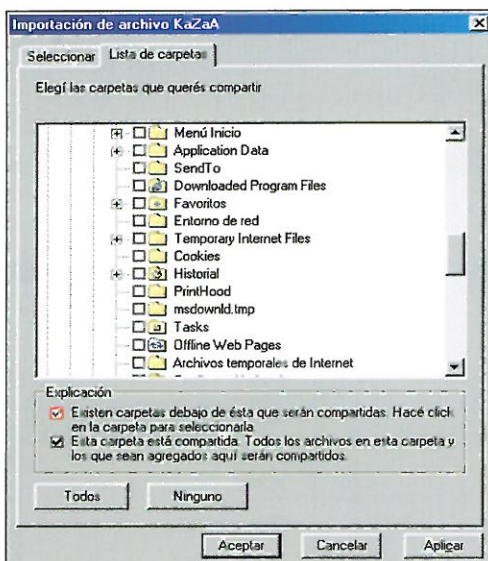 Importación de archivo KaZaA
Seleccionar Lista de carpetas
Elegí las carpetas que querés compartir
Menú Inicio
Application Data
SendTo
Downloaded Program Files
Favoritos
Entorno de red
Temporary Internet Files
Cookies
Historial
PrintHood
msdownld.tmp
Tasks
Offline Web Pages
Archivos temporales de Internet
Explicación
Existen carpetas debajo de ésta que serán compartidas. Hacé click
en la carpeta para seleccionarla.
Esta carpeta está compartida. Todos los archivos en esta carpeta y
los que sean agregados aquí serán compartidos.
Todos Ninguno
Aceptar Cancelar Aplicar